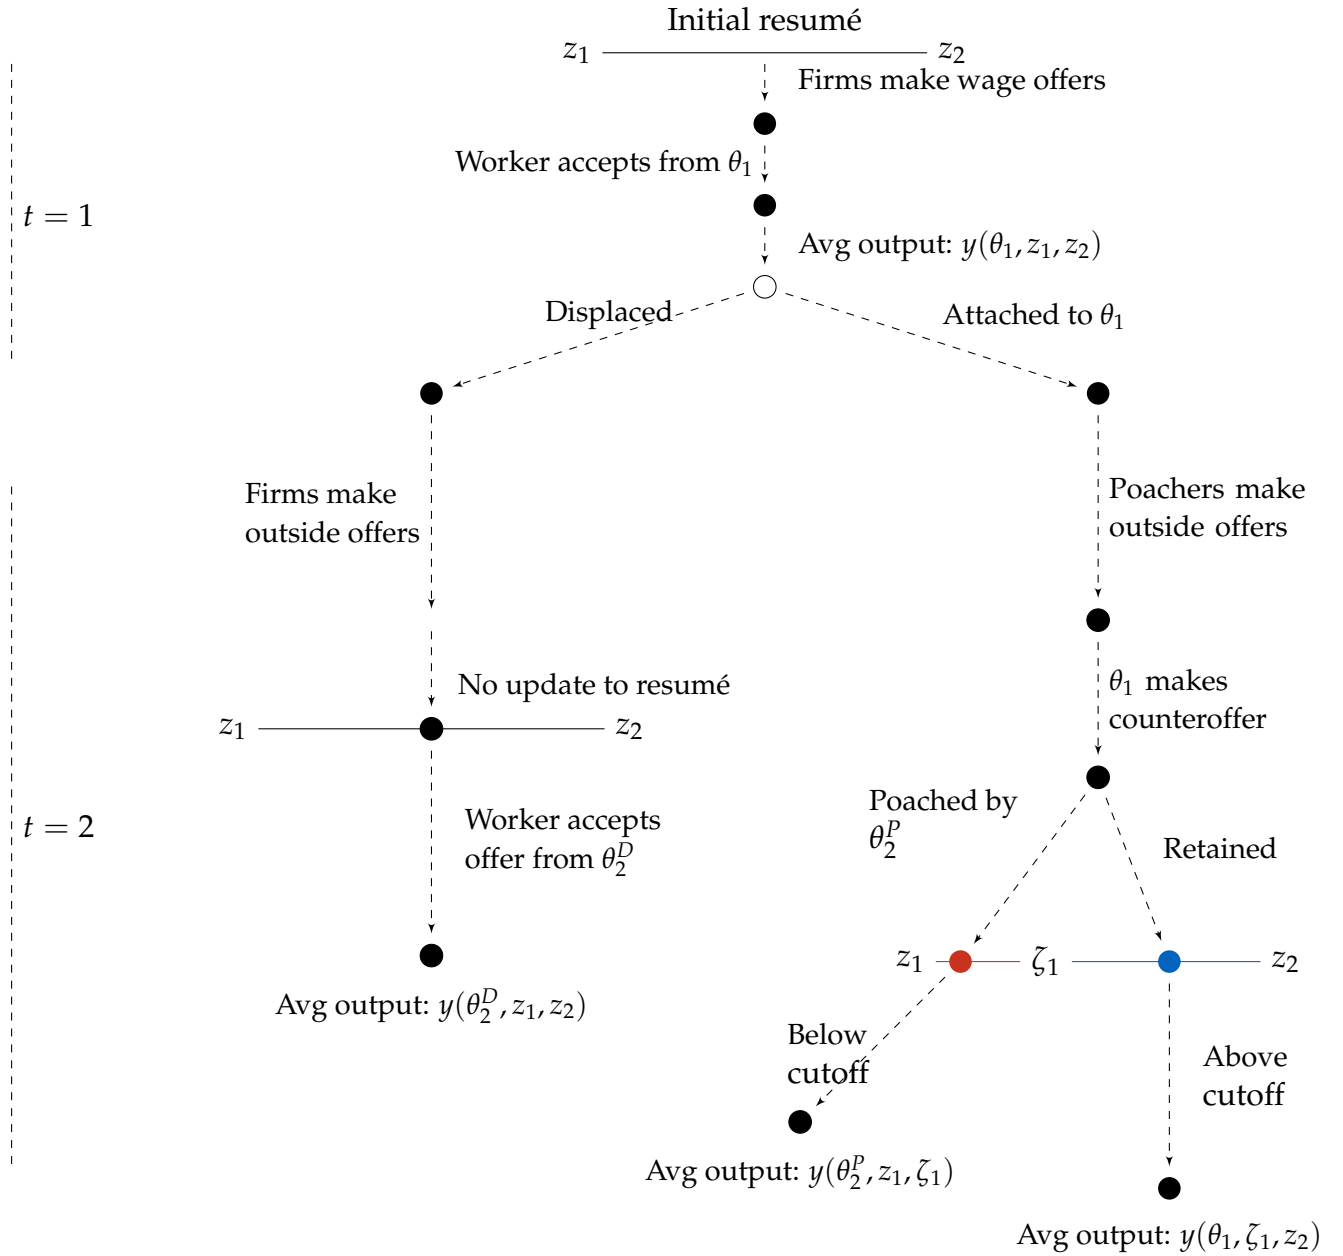 Initial resumé
z₁ z₂
Firms make wage offers
Worker accepts from θ₁
t = 1
Avg output: y(θ₁, z₁, z₂)
Displaced
Attached to θ₁
Firms make
outside offers
Poachers make
outside offers
No update to resumé
θ₁ makes
counteroffer
z₁ z₂
t = 2
Worker accepts
offer from θ₂ᴰ
Poached by
θ₂ᴾ
Retained
z₁ ζ₁ z₂
Avg output: y(θ₂ᴰ, z₁, z₂)
Below
cutoff
Above
cutoff
Avg output: y(θ₂ᴾ, z₁, ζ₁)
Avg output: y(θ₁, ζ₁, z₂)